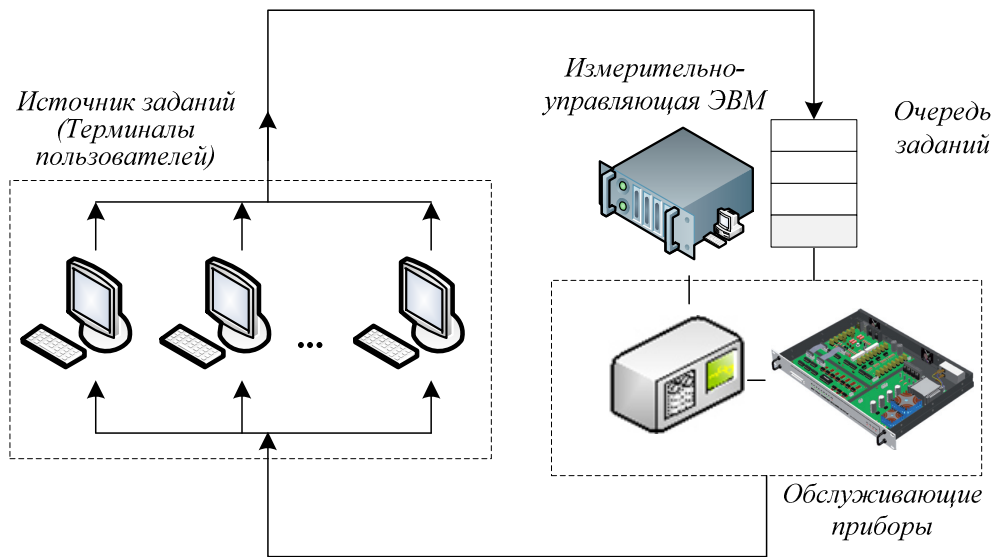 Источник заданий
(Терминалы
пользователей)
Измерительно-
управляющая ЭВМ
Очередь
заданий
...
Обслуживающие
приборы